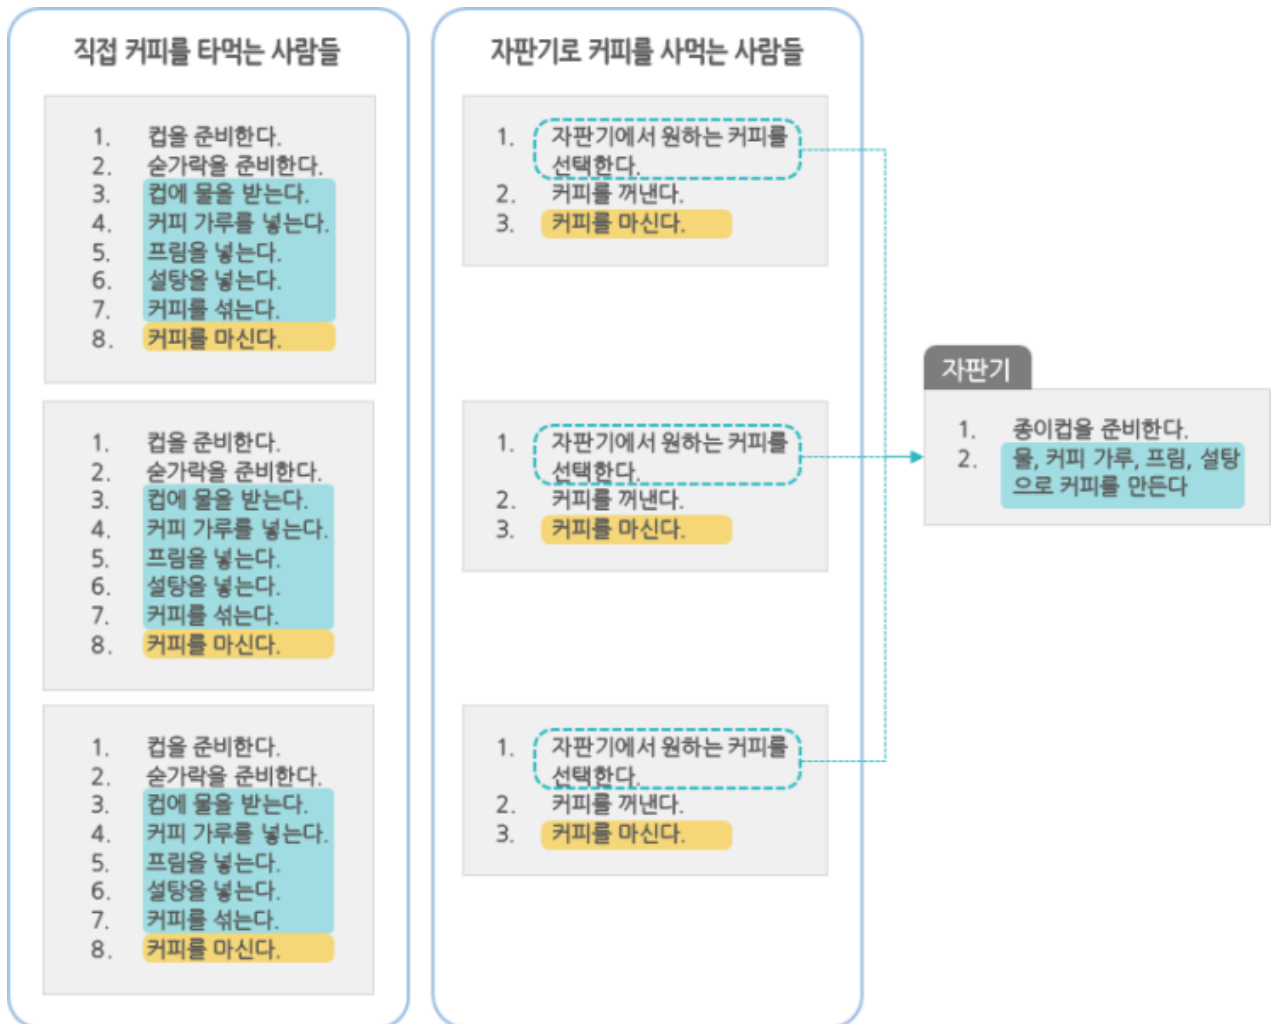 직접 커피를 타먹는 사람들
1. 컵을 준비한다.
2. 숟가락을 준비한다.
3. 컵에 물을 받는다.
4. 커피 가루를 넣는다.
5. 프림을 넣는다.
6. 설탕을 넣는다.
7. 커피를 섞는다.
8. 커피를 마신다.
1. 컵을 준비한다.
2. 숟가락을 준비한다.
3. 컵에 물을 받는다.
4. 커피 가루를 넣는다.
5. 프림을 넣는다.
6. 설탕을 넣는다.
7. 커피를 섞는다.
8. 커피를 마신다.
1. 컵을 준비한다.
2. 숟가락을 준비한다.
3. 컵에 물을 받는다.
4. 커피 가루를 넣는다.
5. 프림을 넣는다.
6. 설탕을 넣는다.
7. 커피를 섞는다.
8. 커피를 마신다.
자판기로 커피를 사먹는 사람들
1. 자판기에서 원하는 커피를
선택한다.
2. 커피를 꺼낸다.
3. 커피를 마신다.
1. 자판기에서 원하는 커피를
선택한다.
2. 커피를 꺼낸다.
3. 커피를 마신다.
1. 자판기에서 원하는 커피를
선택한다.
2. 커피를 꺼낸다.
3. 커피를 마신다.
자판기
1. 종이컵을 준비한다.
2. 물, 커피 가루, 프림, 설탕
으로 커피를 만든다